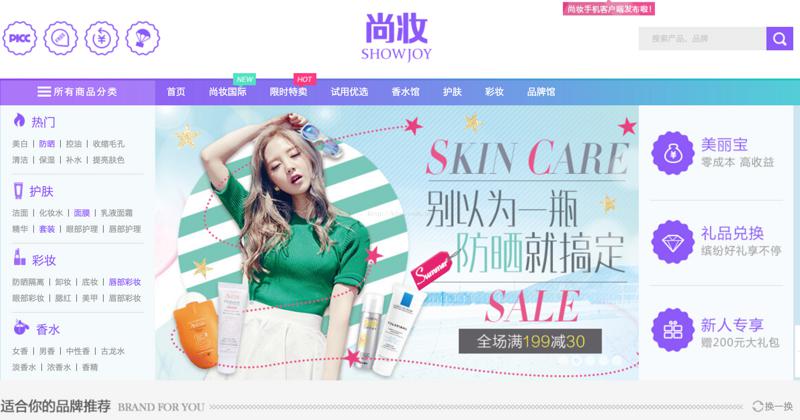 尚妆手机客户端发布啦！
PICC
FREE
尚妆
SHOWJOY
搜索产品、品牌
NEW
HOT
所有商品分类
首页
尚妆国际
限时特卖
试用优选
香水馆
护肤
彩妆
品牌馆
热门
美白 | 防晒 | 控油 | 收缩毛孔
清洁 | 保湿 | 补水 | 提亮肤色
护肤
洁面 | 化妆水 | 面膜 | 乳液面霜
精华 | 套装 | 眼部护理 | 唇部护理
彩妆
防晒隔离 | 卸妆 | 底妆 | 唇部彩妆
眼部彩妆 | 腮红 | 美甲 | 唇部彩妆
香水
女香 | 男香 | 中性香 | 古龙水
淡香水 | 浓香水 | 香精
SKIN CARE
别以为一瓶
防晒就搞定
Summer
SALE
全场满199减30
美丽宝
零成本 高收益
礼品兑换
缤纷好礼享不停
新人专享
赠200元大礼包
适合你的品牌推荐 BRAND FOR YOU
换一换